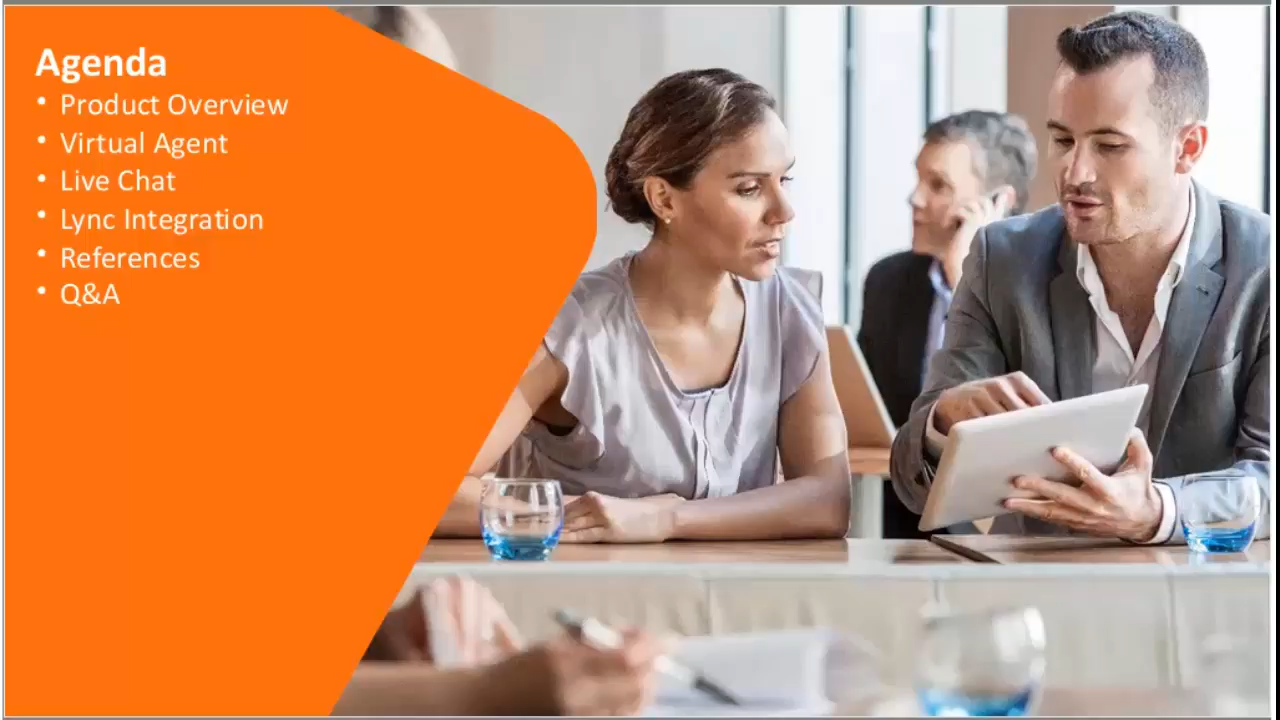 Agenda
• Product Overview
• Virtual Agent
• Live Chat
• Lync Integration
• References
• Q&A